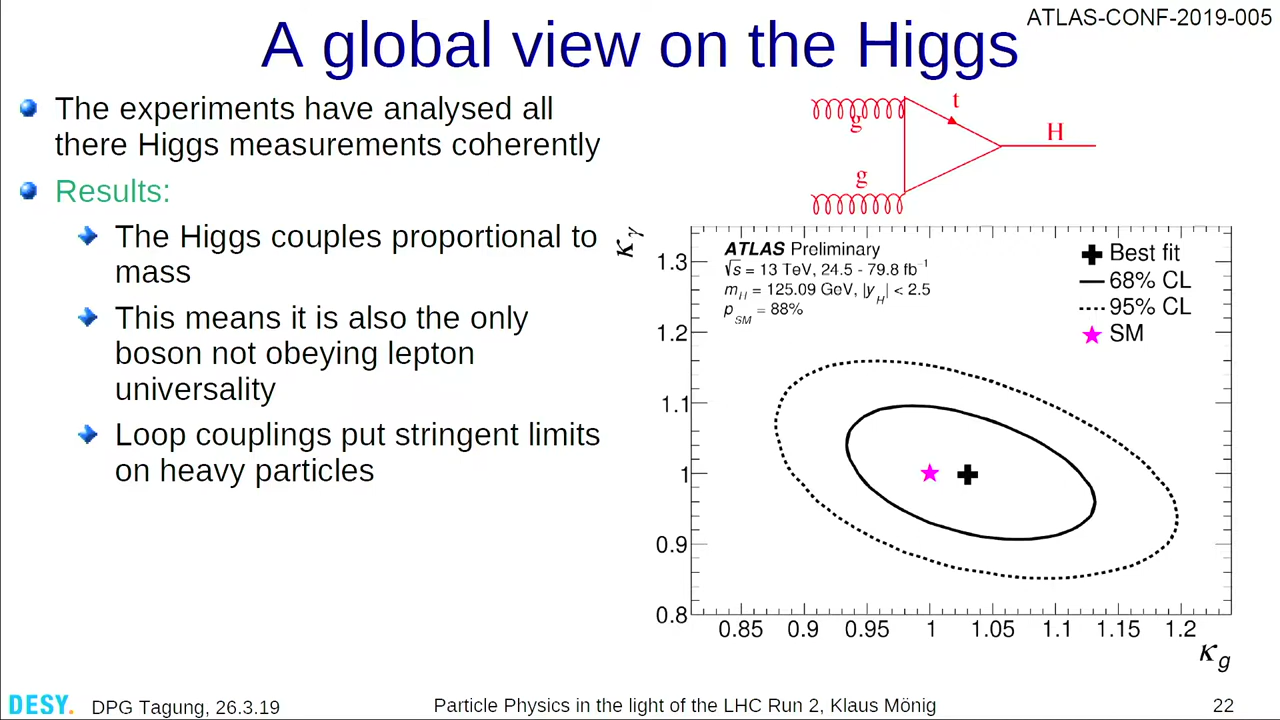 ATLAS-CONF-2019-005
A global view on the Higgs
The experiments have analysed all
there Higgs measurements coherently
Results:
The Higgs couples proportional to
mass
This means it is also the only
boson not obeying lepton
universality
Loop couplings put stringent limits
on heavy particles
g
t
H
g
κγ
ATLAS Preliminary
√s = 13 TeV, 24.5 - 79.8 fb⁻¹
m_H = 125.09 GeV, |y_H| < 2.5
p_SM = 88%
Best fit
68% CL
95% CL
SM
1.3
1.2
1.1
1
0.9
0.8
0.85 0.9 0.95 1 1.05 1.1 1.15 1.2
κg
DESY.
DPG Tagung, 26.3.19
Particle Physics in the light of the LHC Run 2, Klaus Mönig
22